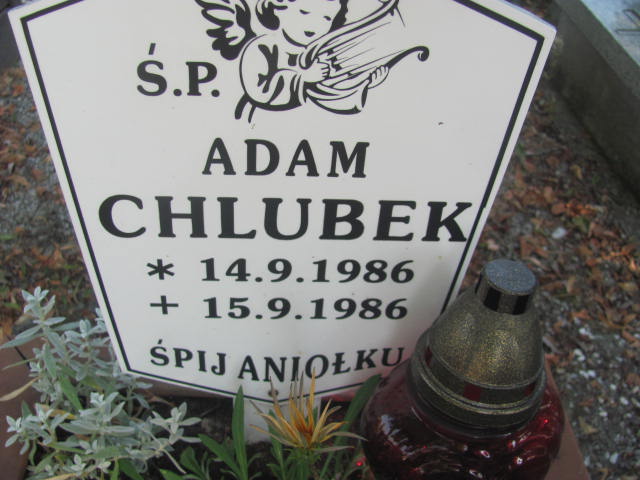 Ś.P.
ADAM
CHLUBEK
* 14.9.1986
+ 15.9.1986
ŚPIJ ANIOŁKU